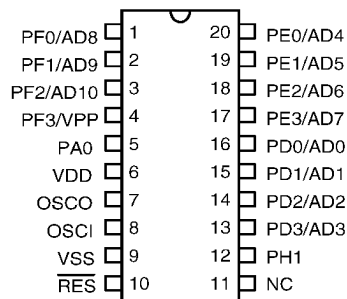 PF0/AD8 1 20 PE0/AD4
PF1/AD9 2 19 PE1/AD5
PF2/AD10 3 18 PE2/AD6
PF3/VPP 4 17 PE3/AD7
PA0 5 16 PD0/AD0
VDD 6 15 PD1/AD1
OSCO 7 14 PD2/AD2
OSCI 8 13 PD3/AD3
VSS 9 12 PH1
RES 10 11 NC